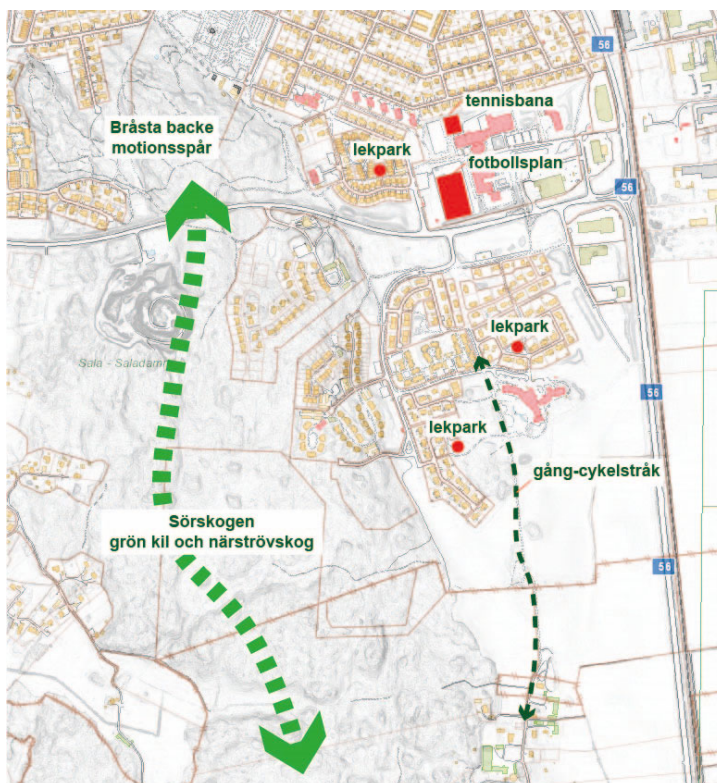 56
tennisbana
Bråsta backe
motionsspår
lekpark
fotbollsplan
56
lekpark
Sala - Saladamm
56
lekpark
gång-cykelstråk
Sörskogen
grön kil och närströvskog
56